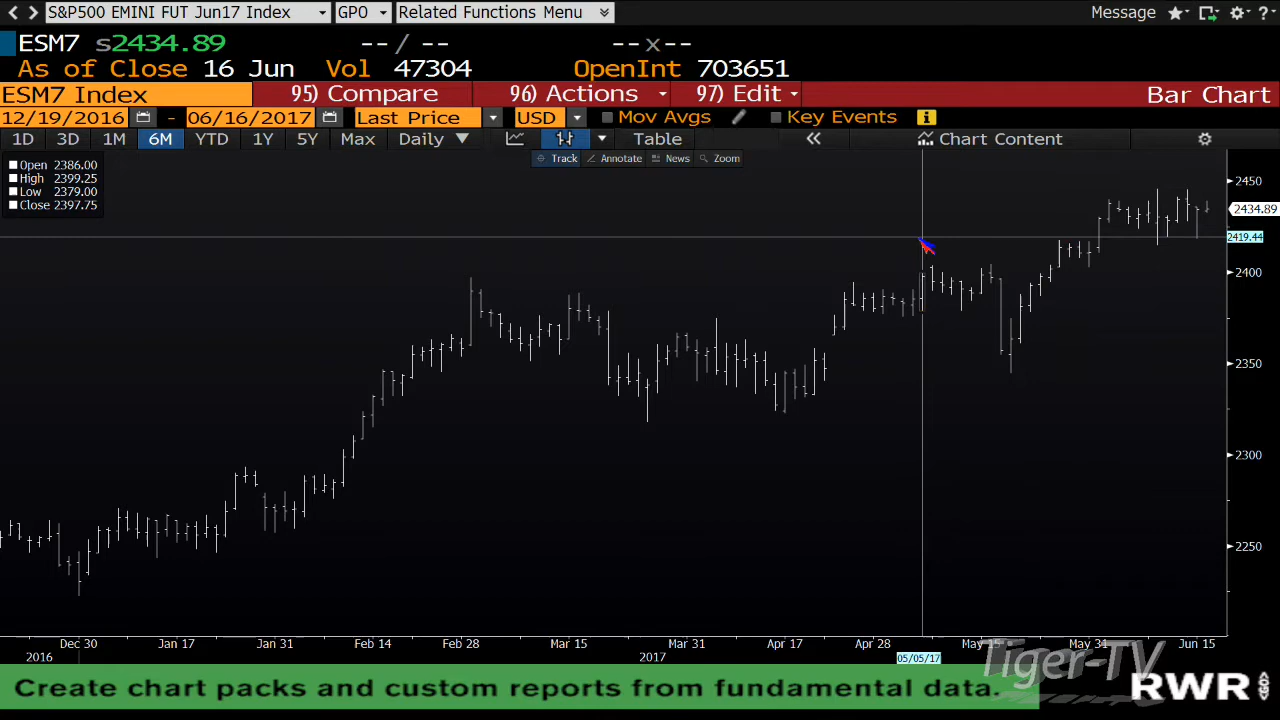 S&P500 EMINI FUT Jun17 Index GPO Related Functions Menu Message ?
ESM7 s2434.89 --/-- --x--
As of Close 16 Jun Vol 47304 OpenInt 703651
ESM7 Index 95) Compare 96) Actions 97) Edit Bar Chart
12/19/2016 - 06/16/2017 Last Price USD Mov Avgs Key Events i
1D 3D 1M 6M YTD 1Y 5Y Max Daily Table « Chart Content
Track Annotate News Zoom
Open 2386.00
High 2399.25
Low 2379.00
Close 2397.75
2450
2434.89
2419.44
2400
2350
2300
2250
Dec 30 Jan 17 Jan 31 Feb 14 Feb 28 Mar 15 Mar 31 Apr 17 Apr 28 May 15 May 31 Jun 15
2016 2017 05/05/17
Tiger-TV
Create chart packs and custom reports from fundamental data.
RWR GO